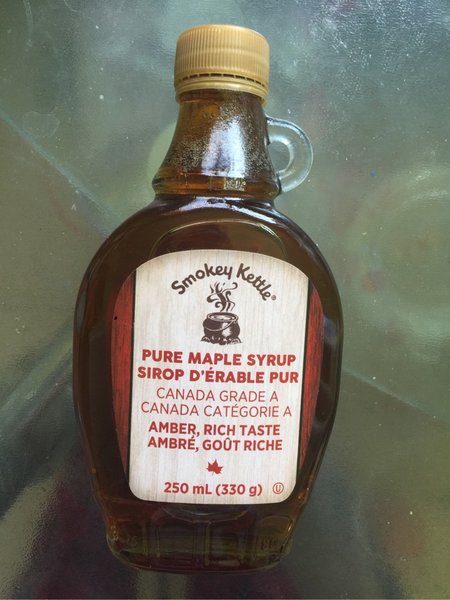 Smokey Kettle®
PURE MAPLE SYRUP
SIROP D'ÉRABLE PUR
CANADA GRADE A
CANADA CATÉGORIE A
AMBER, RICH TASTE
AMBRÉ, GOÛT RICHE
250 mL (330 g) U